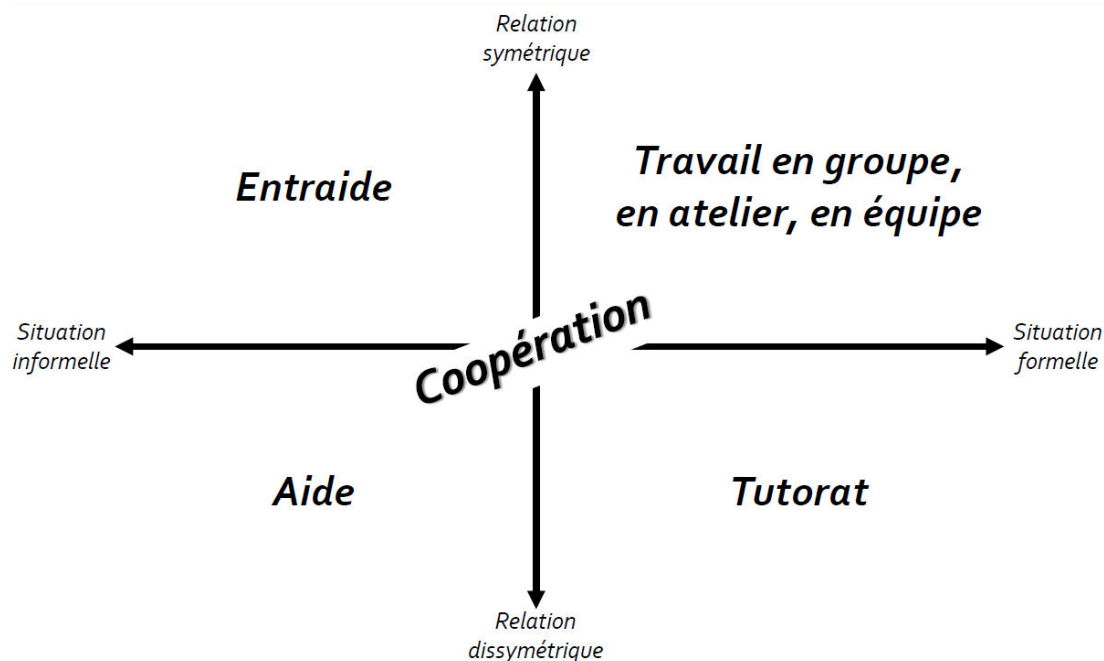 Relation
symétrique
Entraide
Travail en groupe,
en atelier, en équipe
Situation
informelle
Coopération
Situation
formelle
Aide
Tutorat
Relation
dissymétrique